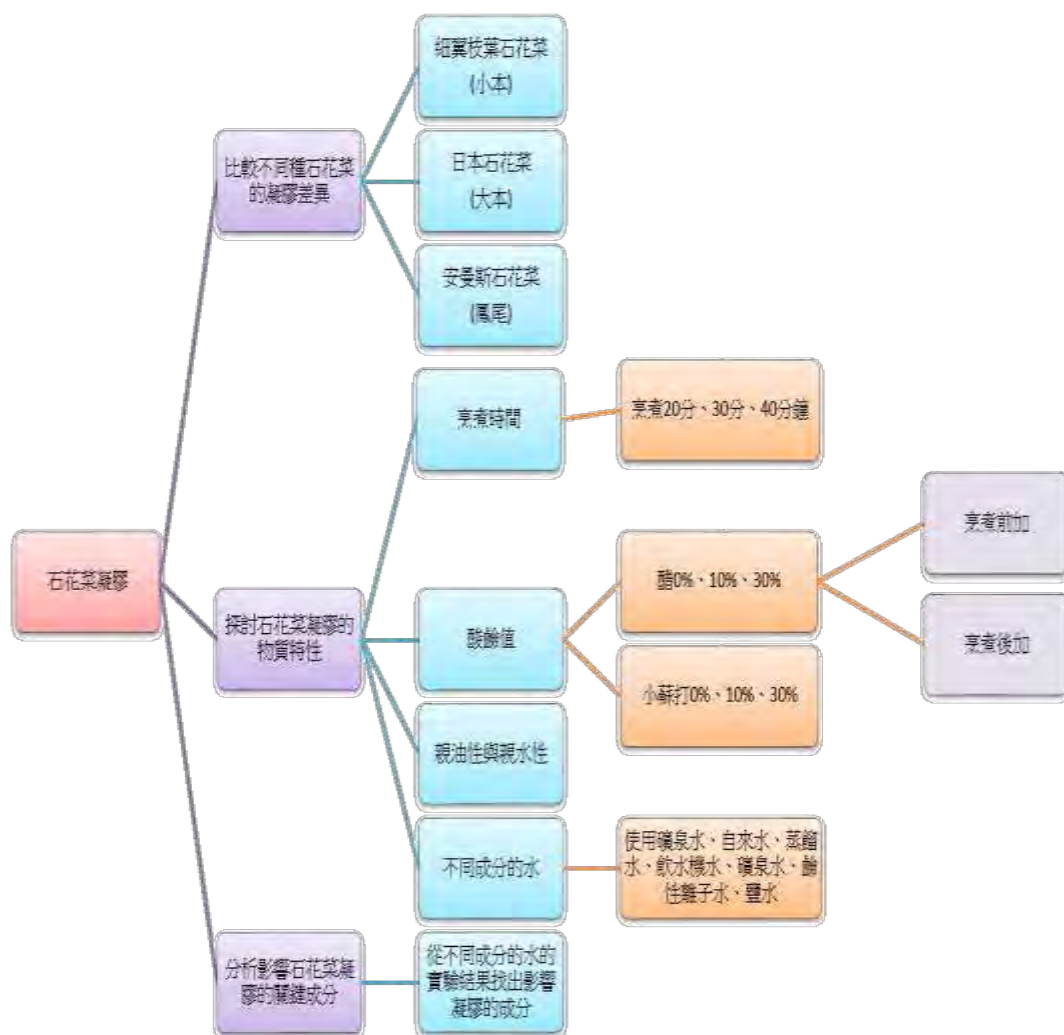 细翼枝葉石花菜
(小本)
比較不同種石花菜
的凝膠差異
日本石花菜
(大本)
安曼斯石花菜
(鳳尾)
烹煮時間
烹煮20分、30分、40分鐘
石花菜凝膠
探討石花菜凝膠的
物質特性
酸鹼值
醋0%、10%、30%
烹煮前加
烹煮後加
小蘇打0%、10%、30%
親油性與親水性
不同成分的水
使用礦泉水、自來水、蒸餾
水、飲水機水、礦泉水、鹼
性離子水、鹽水
分析影響石花菜凝
膠的關鍵成分
從不同成分的水的
實驗結果找出影響
凝膠的成分